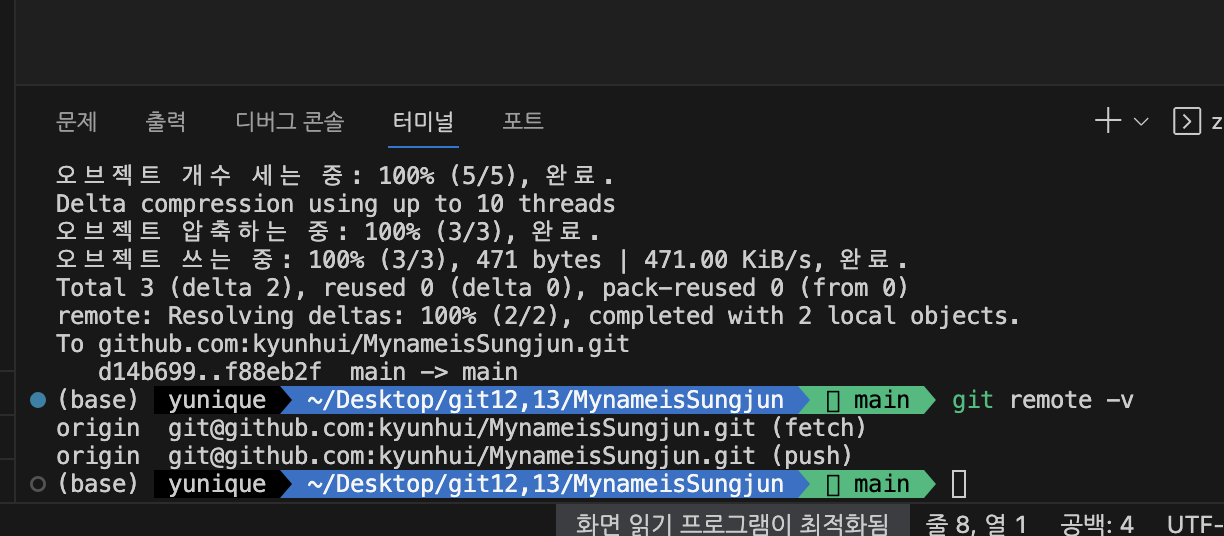 문제 출력 디버그 콘솔 터미널 포트
오브젝트 개수 세는 중: 100% (5/5), 완료.
Delta compression using up to 10 threads
오브젝트 압축하는 중: 100% (3/3), 완료.
오브젝트 쓰는 중: 100% (3/3), 471 bytes | 471.00 KiB/s, 완료.
Total 3 (delta 2), reused 0 (delta 0), pack-reused 0 (from 0)
remote: Resolving deltas: 100% (2/2), completed with 2 local objects.
To github.com:kyunhui/MynameisSungjun.git
d14b699..f88eb2f main -> main
(base) yunique ~/Desktop/git12,13/MynameisSungjun main git remote -v
origin git@github.com:kyunhui/MynameisSungjun.git (fetch)
origin git@github.com:kyunhui/MynameisSungjun.git (push)
(base) yunique ~/Desktop/git12,13/MynameisSungjun main
화면 읽기 프로그램이 최적화됨 줄 8, 열 1 공백: 4 UTF-